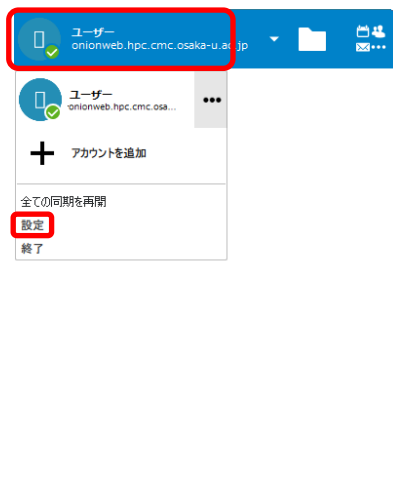 ユーザー
onionweb.hpc.cmc.osaka-u.ac.jp
ユーザー
onionweb.hpc.cmc.osa...
アカウントを追加
全ての同期を再開
設定
終了